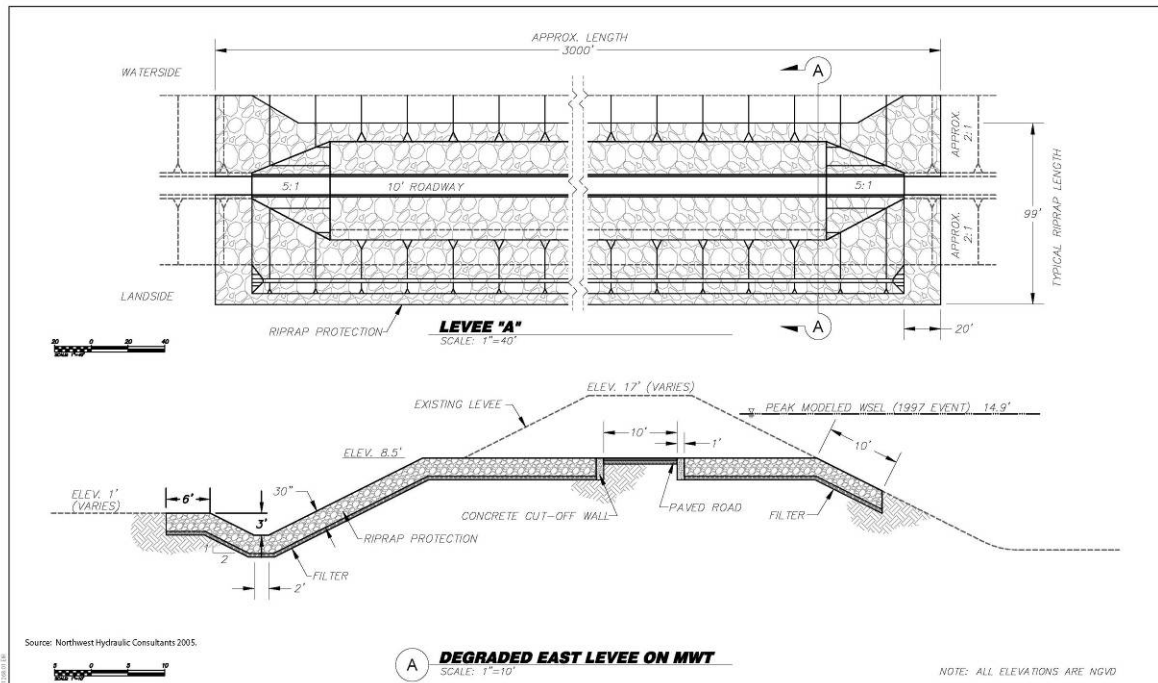 APPROX. LENGTH
3000'
WATERSIDE
A
APPROX.
2:1
5:1
10' ROADWAY
5:1
TYPICAL RIPRAP LENGTH
99'
APPROX.
2:1
LANDSIDE
RIPRAP PROTECTION
LEVEE "A"
SCALE: 1"=40'
A
20'
20 0 20 40
ELEV. 17' (VARIES)
EXISTING LEVEE
PEAK MODELED WSEL (1997 EVENT) 14.9'
10'
1'
10'
ELEV. 8.5'
ELEV. 1'
(VARIES)
6'
30"
3'
CONCRETE CUT-OFF WALL
PAVED ROAD
FILTER
RIPRAP PROTECTION
1
2
FILTER
2'
Source: Northwest Hydraulic Consultants 2005.
5 0 5 10
A
DEGRADED EAST LEVEE ON MWT
SCALE: 1"=10'
NOTE: ALL ELEVATIONS ARE NGVD